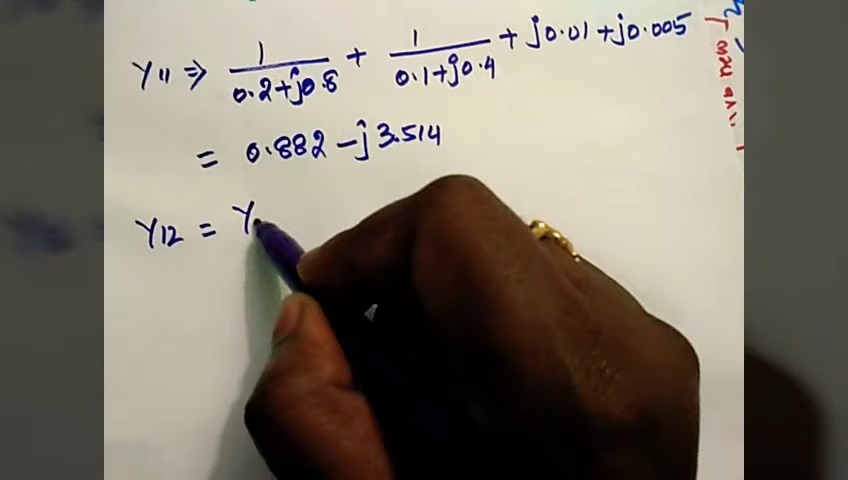 Y11 ⇒ 1/(0.2+j0.8) + 1/(0.1+j0.4) + j0.01 + j0.005
= 0.882 - j3.514
Y12 = Y